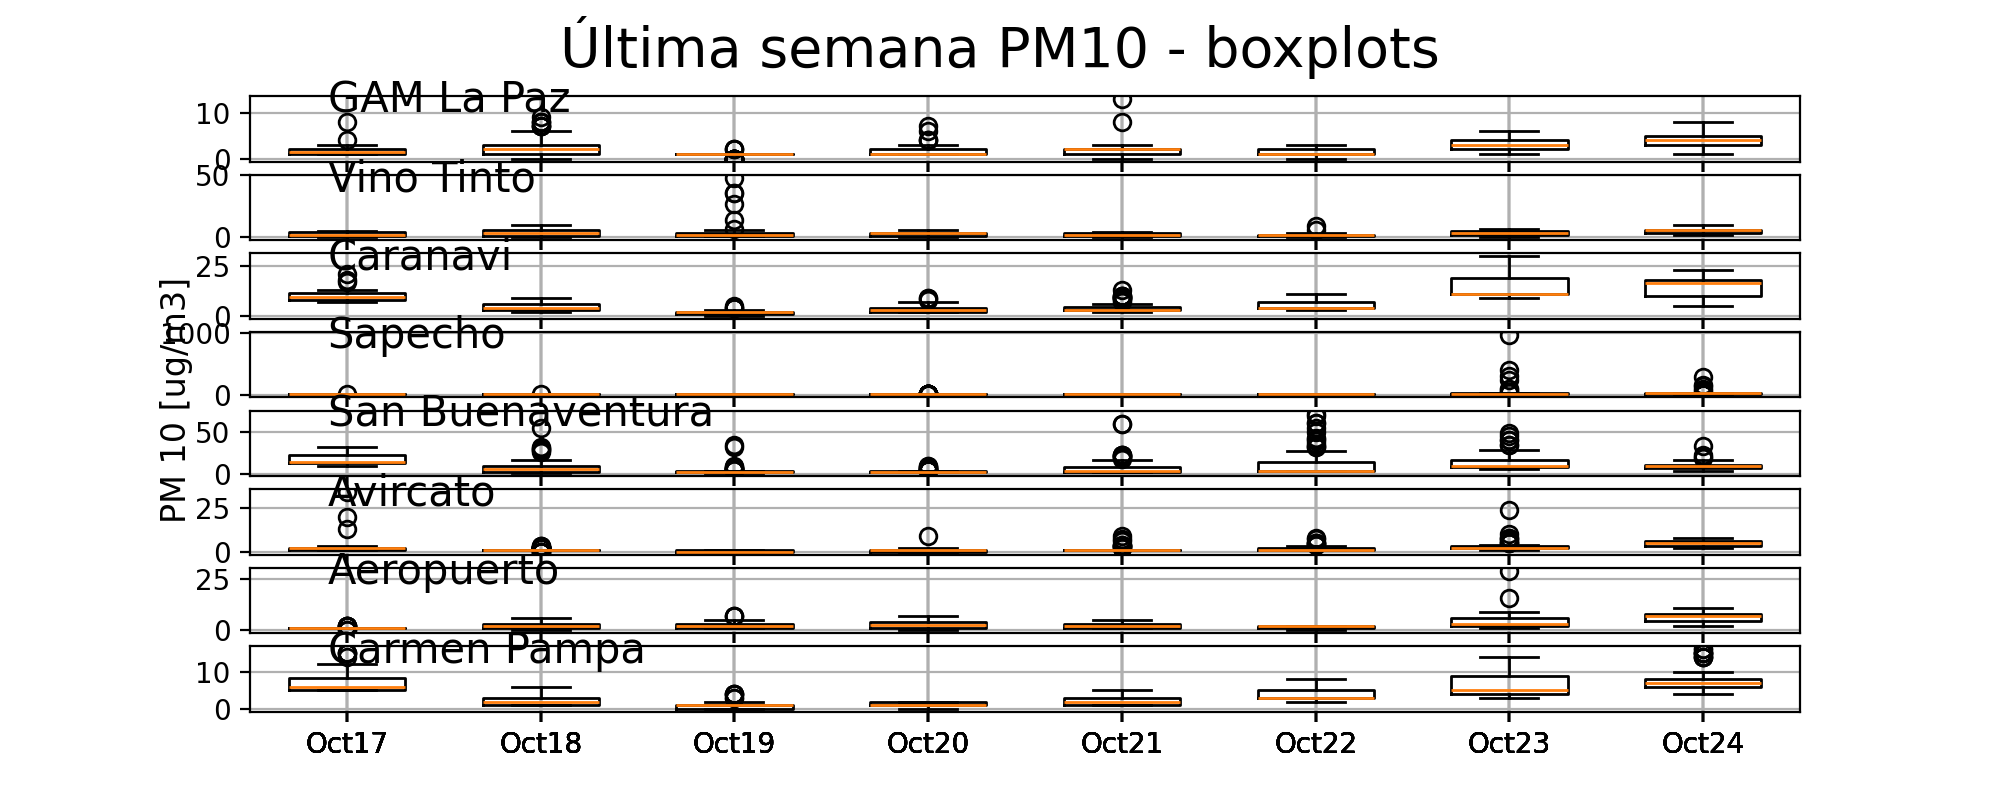 Última semana PM10 - boxplots
GAM La Paz
10
0
Vino Tinto
50
0
Caranavi
25
0
PM 10 [ug/m3]
Sapecho
1000
0
San Buenaventura
50
0
Avircato
25
0
Aeropuerto
25
0
Carmen Pampa
10
0
Oct17 Oct18 Oct19 Oct20 Oct21 Oct22 Oct23 Oct24